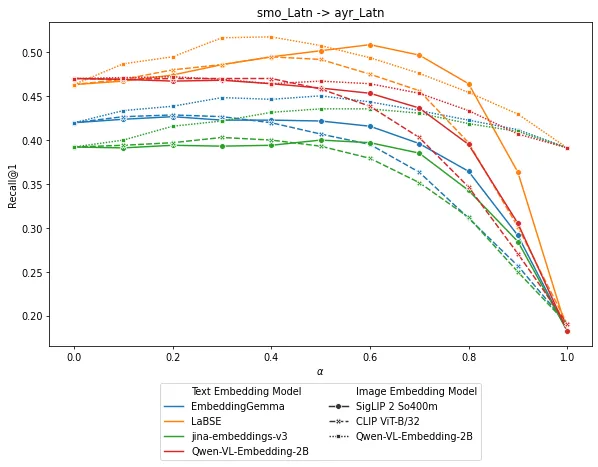 smo_Latn -> ayr_Latn
Recall@1
0.50
0.45
0.40
0.35
0.30
0.25
0.20
0.0 0.2 0.4 0.6 0.8 1.0
α
Text Embedding Model
EmbeddingGemma
LaBSE
jina-embeddings-v3
Qwen-VL-Embedding-2B
Image Embedding Model
SigLIP 2 So400m
CLIP ViT-B/32
Qwen-VL-Embedding-2B